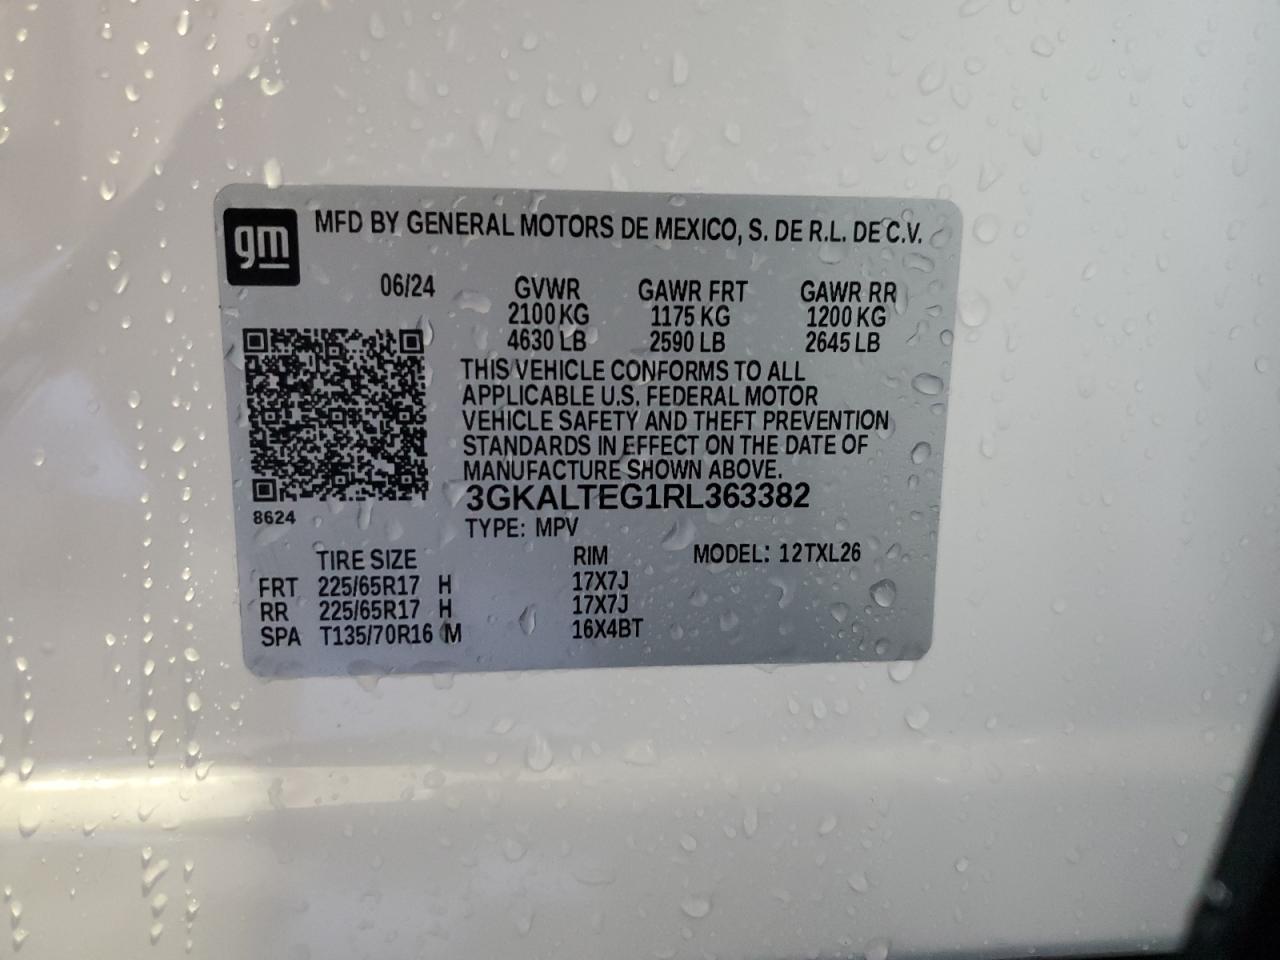 gm
MFD BY GENERAL MOTORS DE MEXICO, S. DE R.L. DE C.V.
06/24 GVWR GAWR FRT GAWR RR
2100 KG 1175 KG 1200 KG
4630 LB 2590 LB 2645 LB
THIS VEHICLE CONFORMS TO ALL
APPLICABLE U.S. FEDERAL MOTOR
VEHICLE SAFETY AND THEFT PREVENTION
STANDARDS IN EFFECT ON THE DATE OF
MANUFACTURE SHOWN ABOVE.
3GKALTEG1RL363382
8624
TYPE: MPV
TIRE SIZE RIM MODEL: 12TXL26
FRT 225/65R17 H 17X7J
RR 225/65R17 H 17X7J
SPA T135/70R16 M 16X4BT